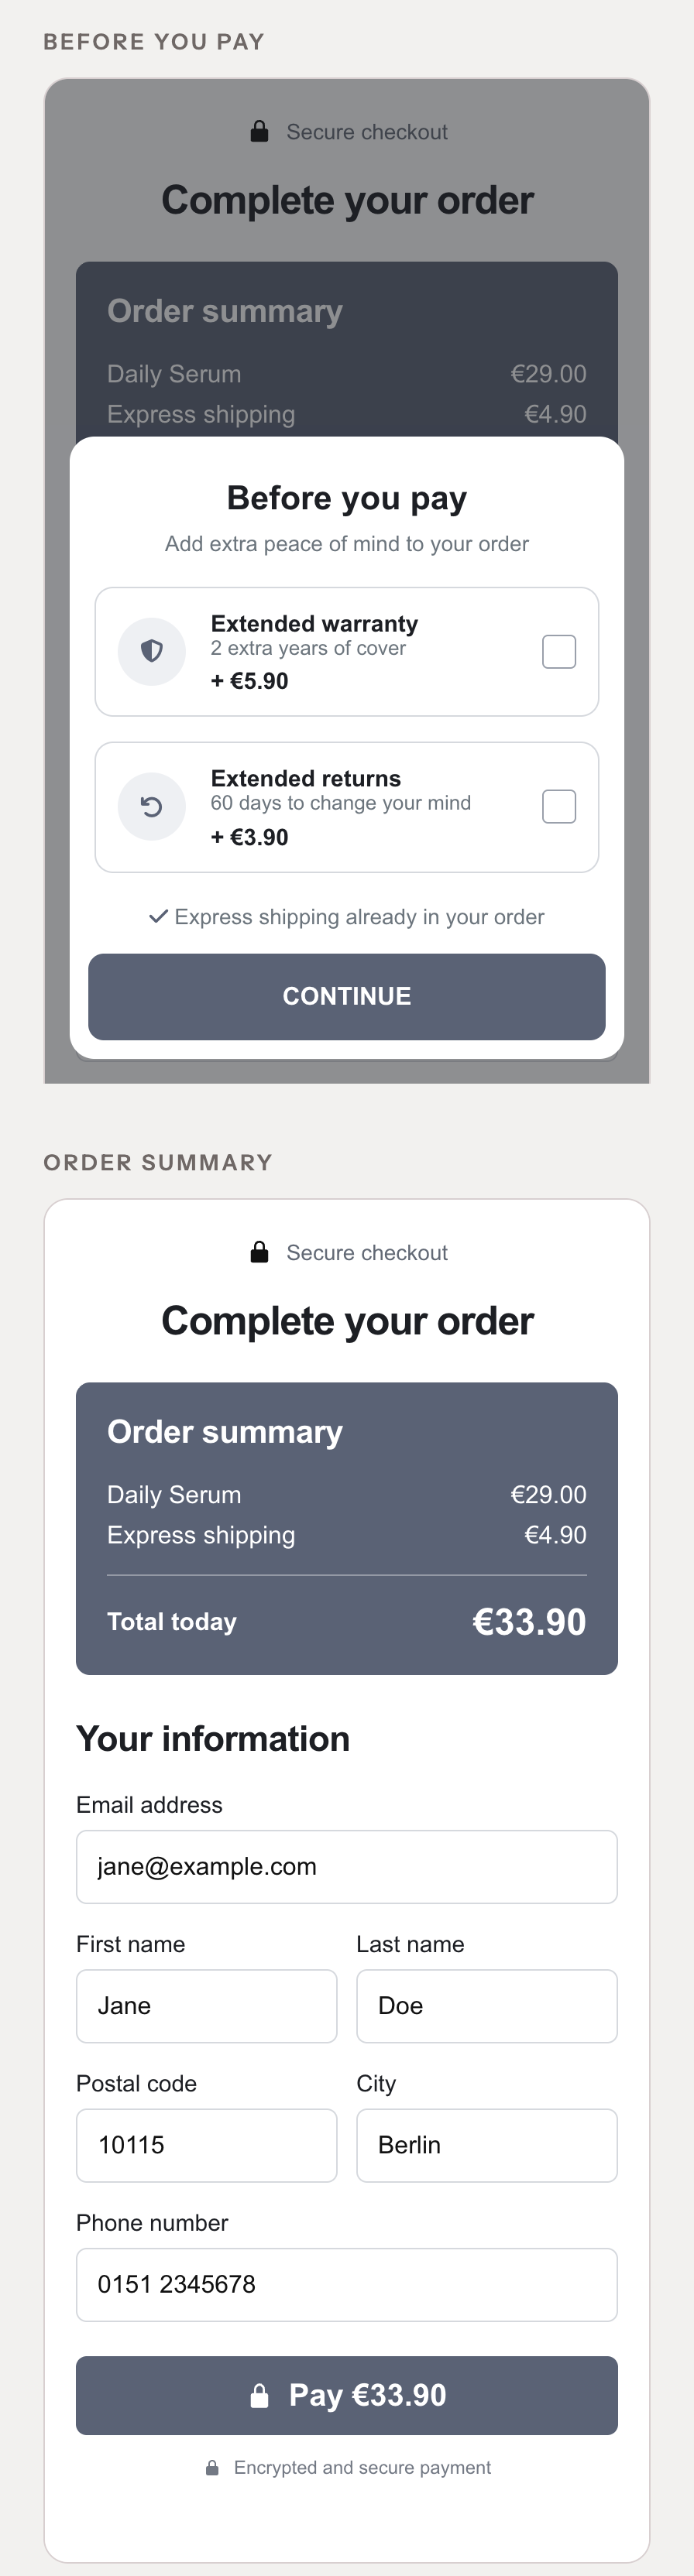 BEFORE YOU PAY
Secure checkout
Complete your order
Order summary
Daily Serum €29.00
Express shipping €4.90
Before you pay
Add extra peace of mind to your order
Extended warranty
2 extra years of cover
+ €5.90
Extended returns
60 days to change your mind
+ €3.90
Express shipping already in your order
CONTINUE
ORDER SUMMARY
Secure checkout
Complete your order
Order summary
Daily Serum €29.00
Express shipping €4.90
Total today €33.90
Your information
Email address
jane@example.com
First name Last name
Jane Doe
Postal code City
10115 Berlin
Phone number
0151 2345678
Pay €33.90
Encrypted and secure payment